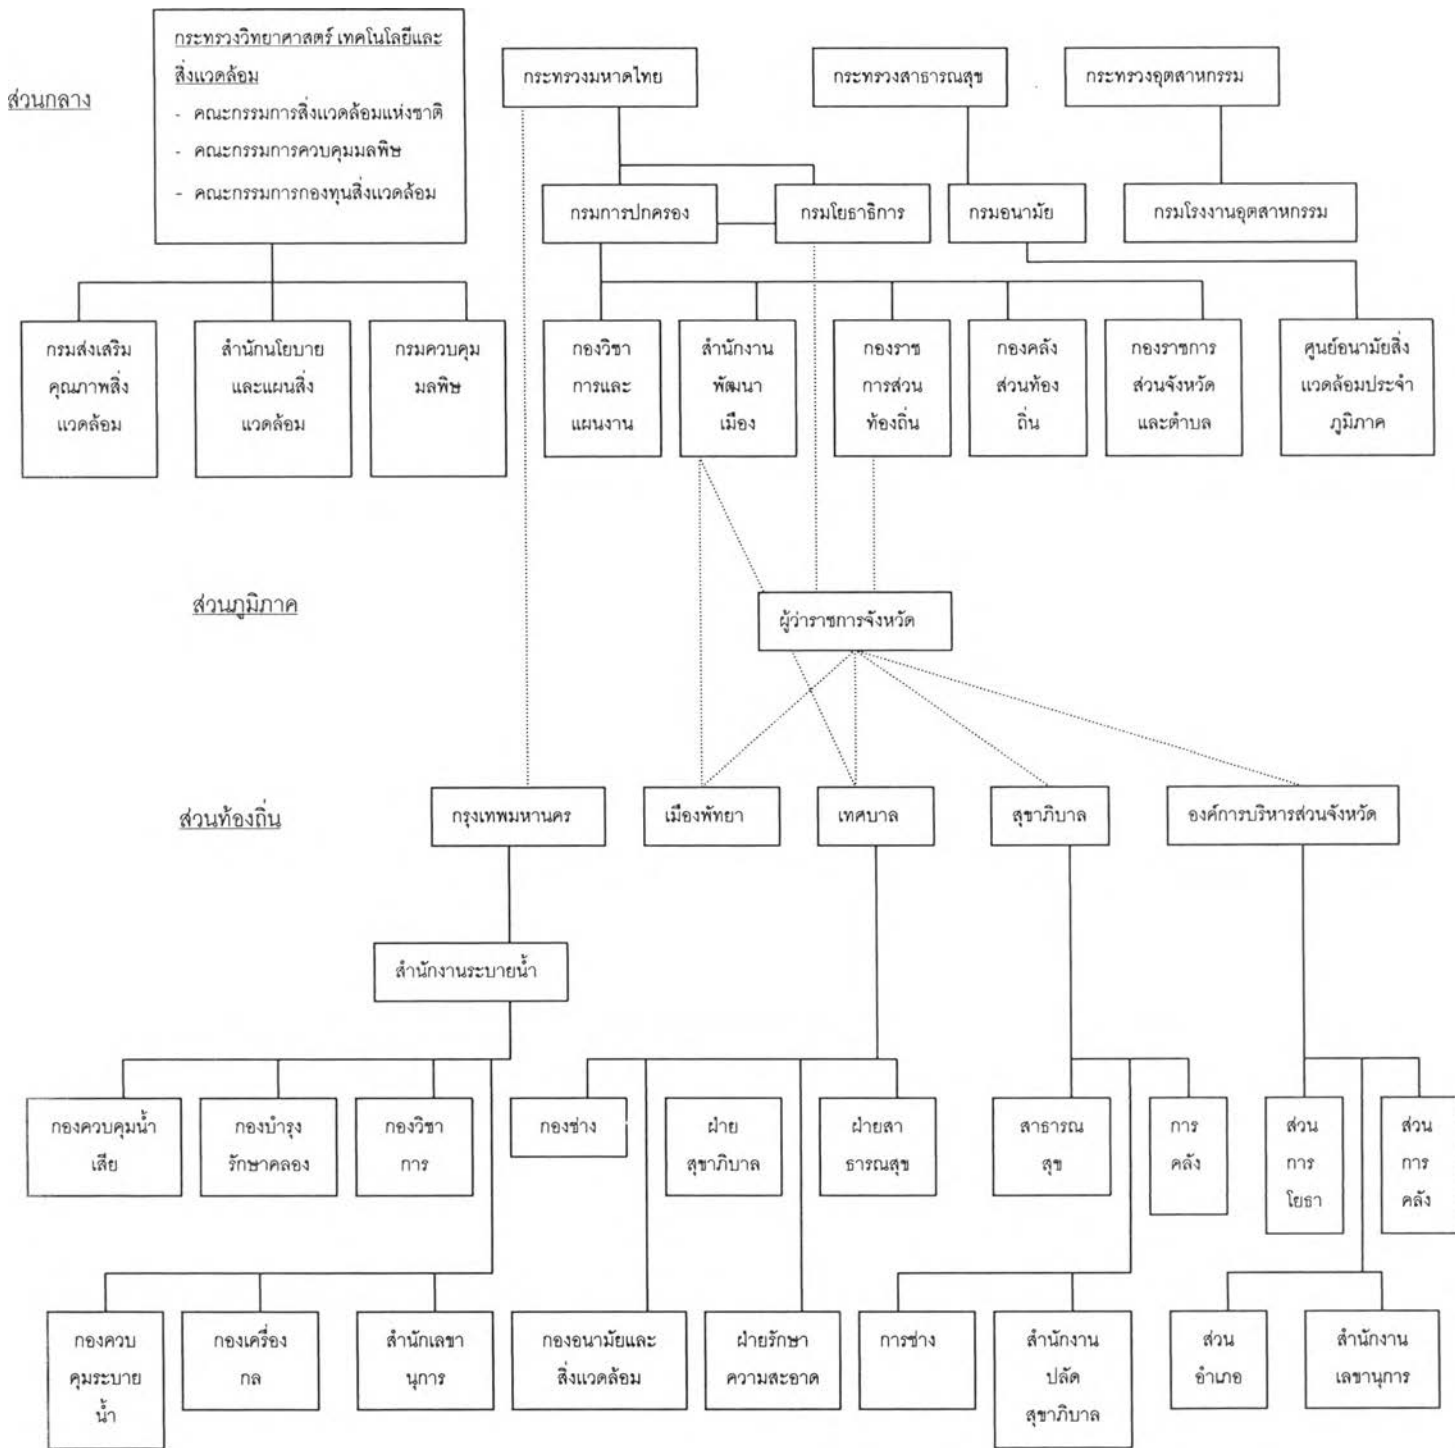 กระทรวงวิทยาศาสตร์ เทคโนโลยีและ
สิ่งแวดล้อม
- คณะกรรมการสิ่งแวดล้อมแห่งชาติ
- คณะกรรมการควบคุมมลพิษ
- คณะกรรมการกองทุนสิ่งแวดล้อม
ส่วนกลาง
กระทรวงมหาดไทย
กระทรวงสาธารณสุข
กระทรวงอุตสาหกรรม
กรมการปกครอง
กรมโยธาธิการ
กรมอนามัย
กรมโรงงานอุตสาหกรรม
กรมส่งเสริม
คุณภาพสิ่ง
แวดล้อม
สำนักนโยบาย
และแผนสิ่ง
แวดล้อม
กรมควบคุม
มลพิษ
กองวิชา
การและ
แผนงาน
สำนักงาน
พัฒนา
เมือง
กองราช
การส่วน
ท้องถิ่น
กองคลัง
ส่วนท้อง
ถิ่น
กองราชการ
ส่วนจังหวัด
และตำบล
ศูนย์อนามัยสิ่ง
แวดล้อมประจำ
ภูมิภาค
ส่วนภูมิภาค
ผู้ว่าราชการจังหวัด
ส่วนท้องถิ่น
กรุงเทพมหานคร
เมืองพัทยา
เทศบาล
สุขาภิบาล
องค์การบริหารส่วนจังหวัด
สำนักงานระบายน้ำ
กองควบคุมน้ำ
เสีย
กองบำรุง
รักษาคลอง
กองวิชา
การ
กองช่าง
ฝ่าย
สุขาภิบาล
ฝ่ายสา
ธารณสุข
สาธารณ
สุข
การ
คลัง
ส่วน
การ
โยธา
ส่วน
การ
คลัง
กองควบ
คุมระบาย
น้ำ
กองเครื่อง
กล
สำนักเลขา
นุการ
กองอนามัยและ
สิ่งแวดล้อม
ฝ่ายรักษา
ความสะอาด
การช่าง
สำนักงาน
ปลัด
สุขาภิบาล
ส่วน
อำเภอ
สำนักงาน
เลขานุการ